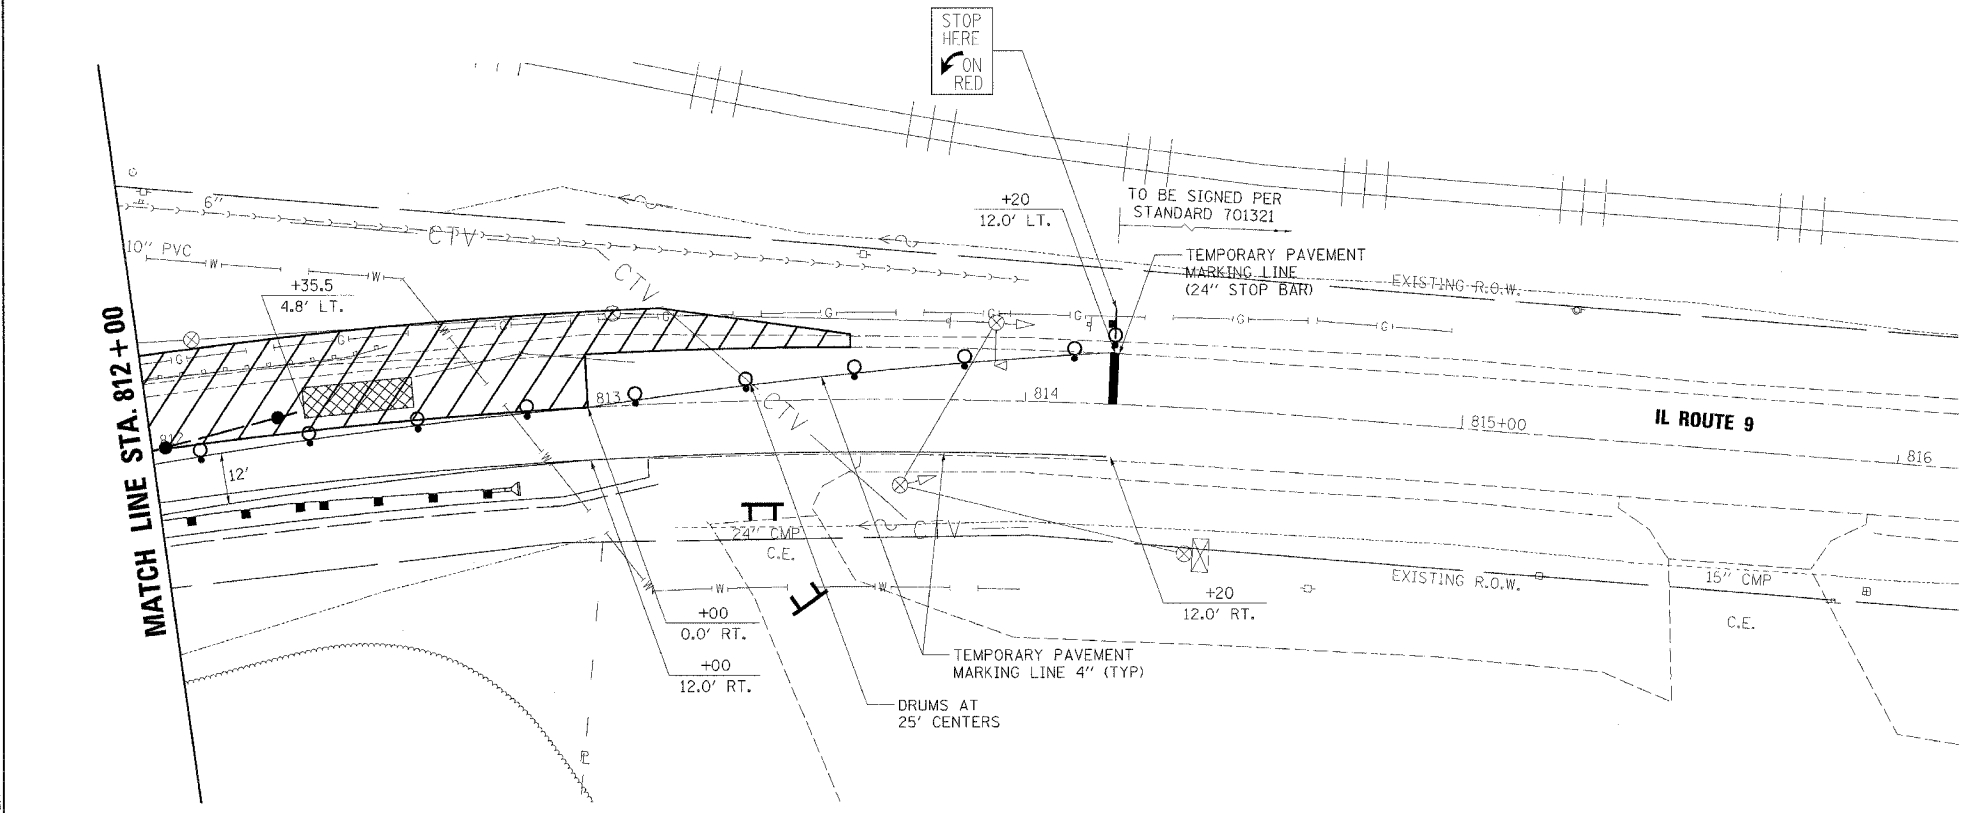 STOP
HERE
ON
RED
TO BE SIGNED PER
STANDARD 701321
+20
12.0' LT.
6"
CTV
10" PVC
W
W
TEMPORARY PAVEMENT
MARKING LINE
(24" STOP BAR)
EXISTING R.O.W.
CTV
+35.5
4.8' LT.
MATCH LINE STA. 812+00
G
G
G
G
G
G
G
G
W
813
814
815+00
IL ROUTE 9
816
812
CTV
12'
W
24" CMP
C.E.
CTV
W
W
W
EXISTING R.O.W.
15" CMP
C.E.
+20
12.0' RT.
+00
0.0' RT.
+00
12.0' RT.
TEMPORARY PAVEMENT
MARKING LINE 4" (TYP)
DRUMS AT
25' CENTERS